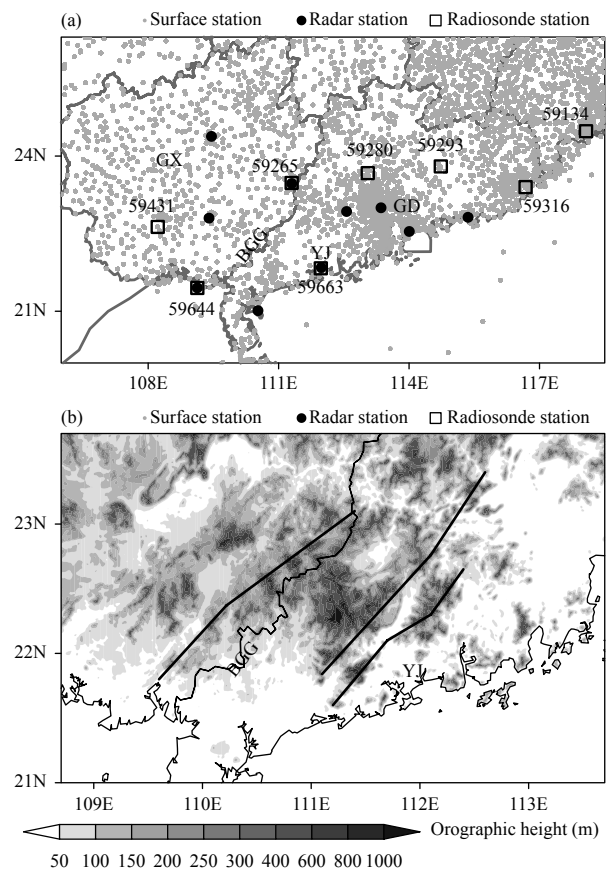 (a) Surface station Radar station Radiosonde station
24N
21N
GX
59134
59280
59293
59265
59431
59316
GD
BGG
YJ
59663
59644
108E 111E 114E 117E
(b) Surface station Radar station Radiosonde station
23N
22N
21N
BGG
YJ
109E 110E 111E 112E 113E
Orographic height (m)
50 100 150 200 250 300 400 600 800 1000